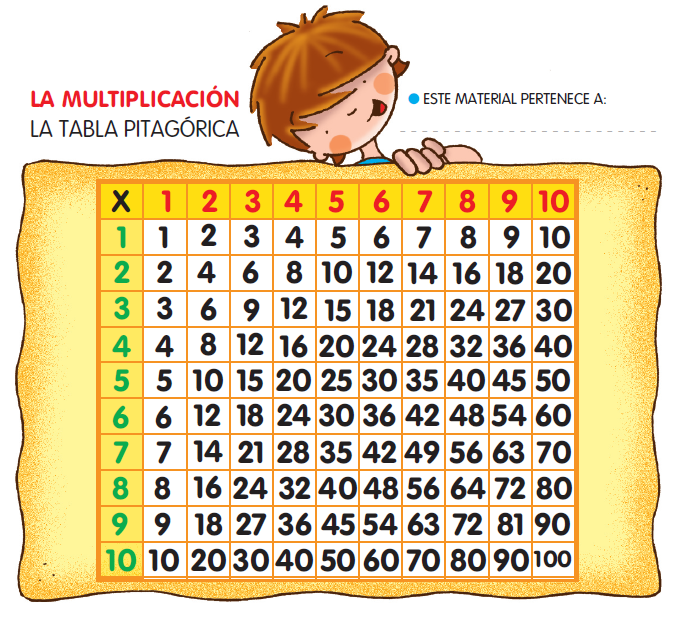 LA MULTIPLICACIÓN
LA TABLA PITAGÓRICA
ESTE MATERIAL PERTENECE A:
X 1 2 3 4 5 6 7 8 9 10
1 1 2 3 4 5 6 7 8 9 10
2 2 4 6 8 10 12 14 16 18 20
3 3 6 9 12 15 18 21 24 27 30
4 4 8 12 16 20 24 28 32 36 40
5 5 10 15 20 25 30 35 40 45 50
6 6 12 18 24 30 36 42 48 54 60
7 7 14 21 28 35 42 49 56 63 70
8 8 16 24 32 40 48 56 64 72 80
9 9 18 27 36 45 54 63 72 81 90
10 10 20 30 40 50 60 70 80 90 100